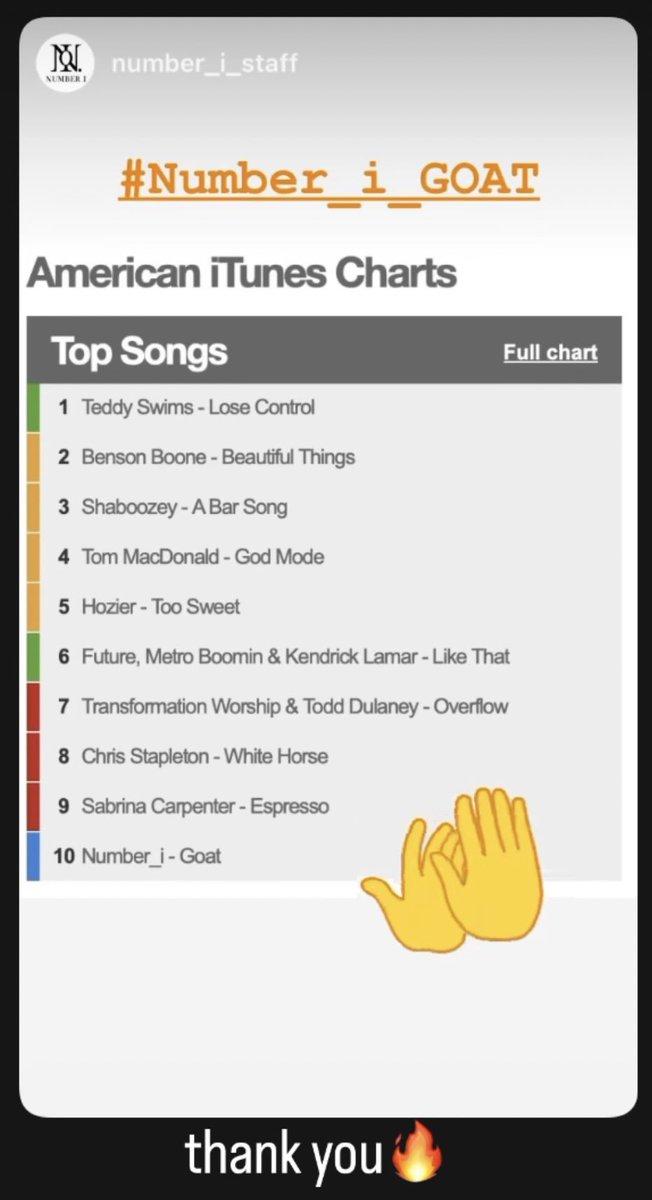 NUMBER I
number_i_staff
#Number_i_GOAT
American iTunes Charts
Top Songs Full chart
1 Teddy Swims - Lose Control
2 Benson Boone - Beautiful Things
3 Shaboozey - A Bar Song
4 Tom MacDonald - God Mode
5 Hozier - Too Sweet
6 Future, Metro Boomin & Kendrick Lamar - Like That
7 Transformation Worship & Todd Dulaney - Overflow
8 Chris Stapleton - White Horse
9 Sabrina Carpenter - Espresso
10 Number_i - Goat
thank you🔥